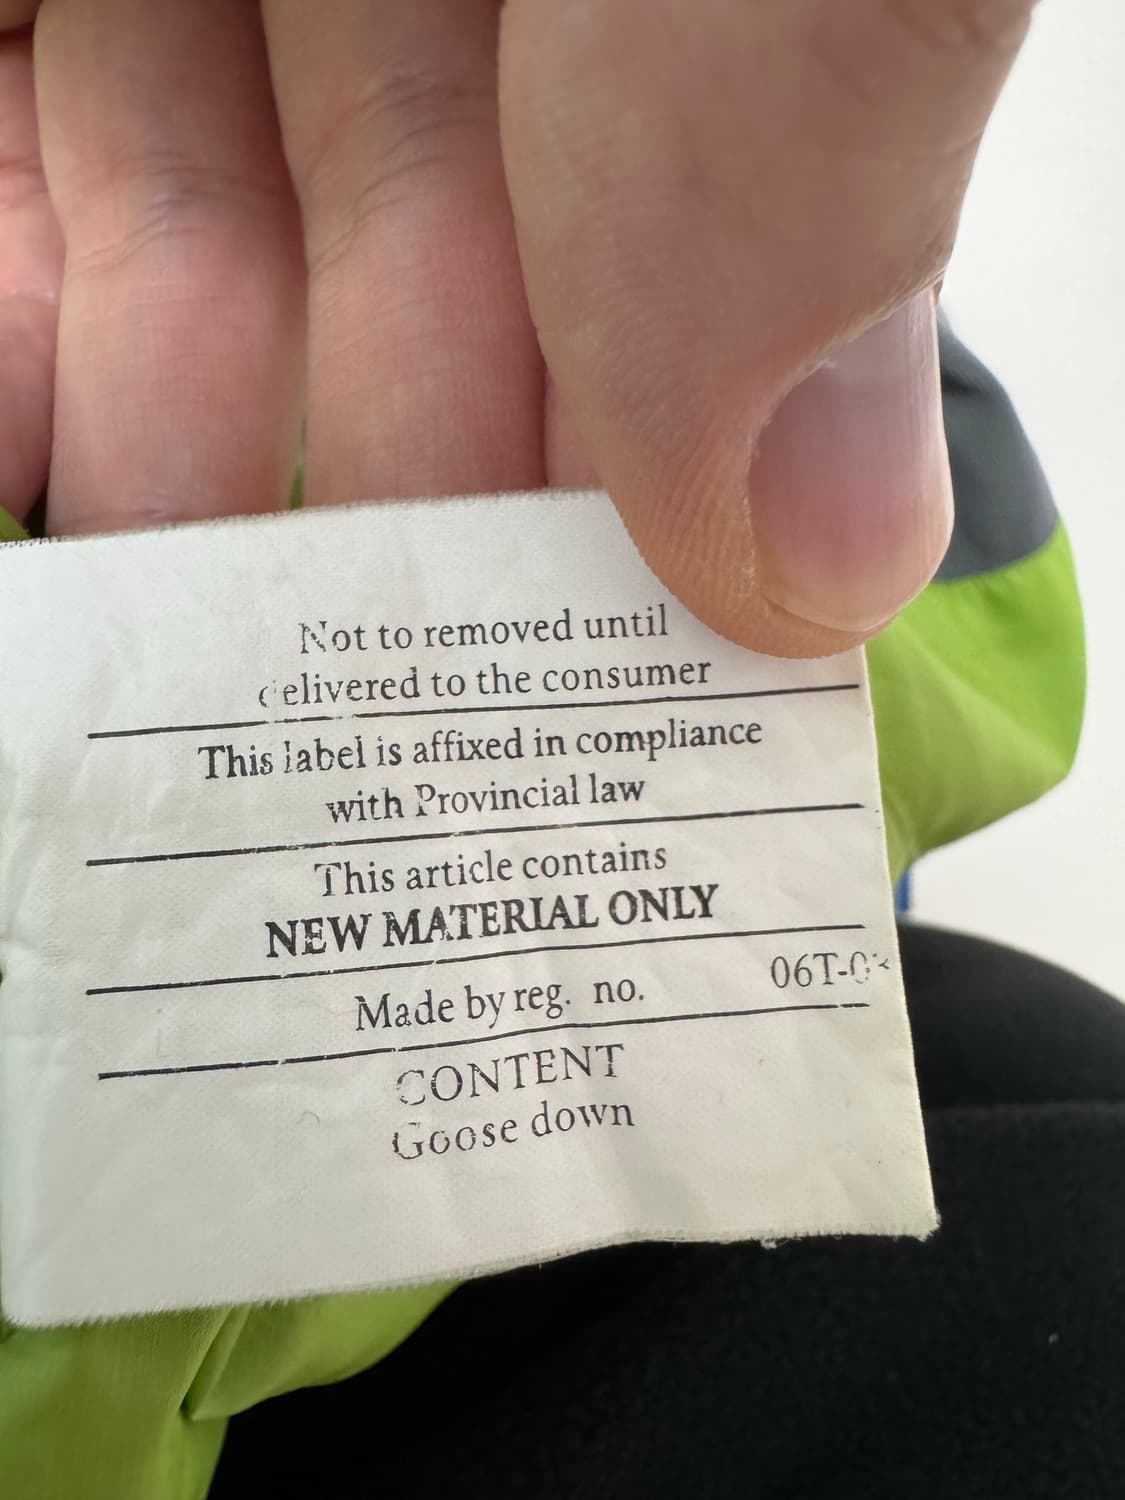 Not to removed until
delivered to the consumer
This label is affixed in compliance
with Provincial law
This article contains
NEW MATERIAL ONLY
Made by reg. no.
CONTENT
Goose down